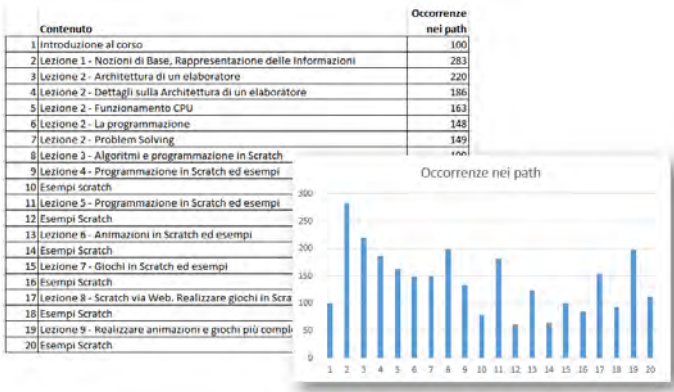 Contenuto Occorrenze nei path
1 Introduzione al corso 100
2 Lezione 1 - Nozioni di Base, Rappresentazione delle Informazioni 283
3 Lezione 2 - Architettura di un elaboratore 220
4 Lezione 2 - Dettagli sulla Architettura di un elaboratore 186
5 Lezione 2 - Funzionamento CPU 163
6 Lezione 2 - La programmazione 148
7 Lezione 2 - Problem Solving 149
8 Lezione 3 - Algoritmi e programmazione in Scratch
9 Lezione 4 - Programmazione in Scratch ed esempi
10 Esempi scratch
11 Lezione 5 - Programmazione in Scratch ed esempi
12 Esempi Scratch
13 Lezione 6 - Animazioni in Scratch ed esempi
14 Esempi Scratch
15 Lezione 7 - Giochi in Scratch ed esempi
16 Esempi Scratch
17 Lezione 8 - Scratch via Web. Realizzare giochi in Scra
18 Esempi Scratch
19 Lezione 9 - Realizzare animazioni e giochi più compl
20 Esempi Scratch
Occorrenze nei path
300
250
200
150
100
50
0
1 2 3 4 5 6 7 8 9 10 11 12 13 14 15 16 17 18 19 20